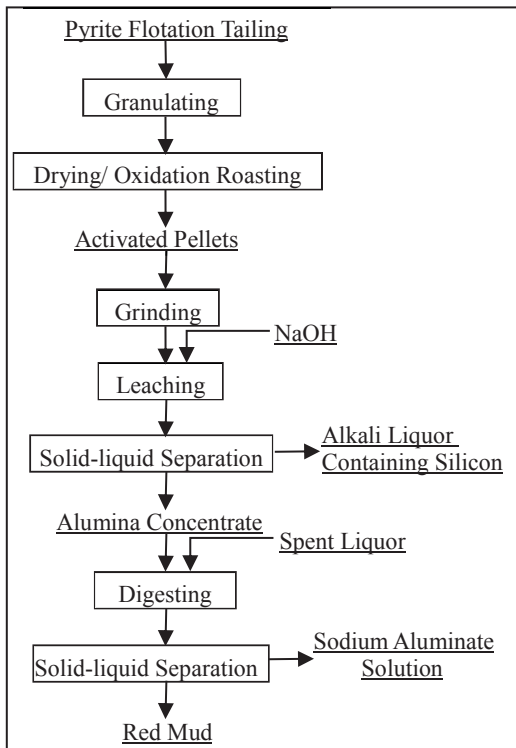 Pyrite Flotation Tailing
Granulating
Drying/ Oxidation Roasting
Activated Pellets
Grinding
NaOH
Leaching
Solid-liquid Separation
Alkali Liquor
Containing Silicon
Alumina Concentrate
Spent Liquor
Digesting
Solid-liquid Separation
Sodium Aluminate
Solution
Red Mud